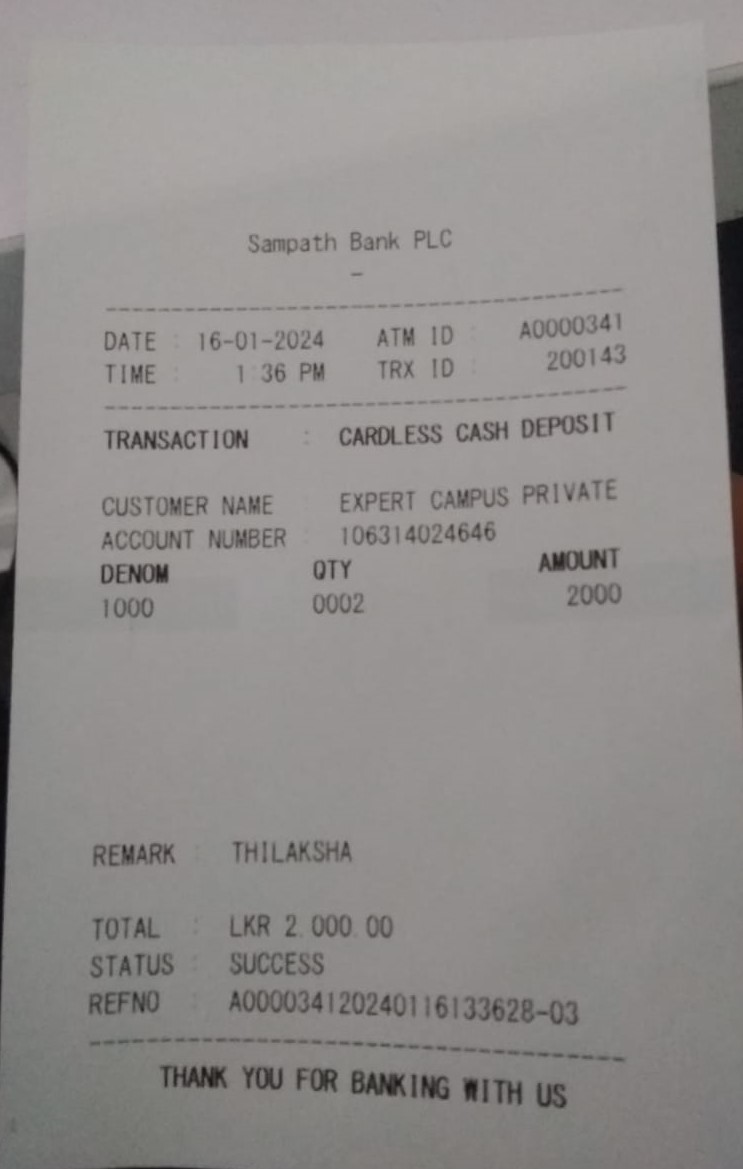 Sampath Bank PLC
-
DATE : 16-01-2024 ATM ID : A0000341
TIME : 1:36 PM TRX ID : 200143
TRANSACTION : CARDLESS CASH DEPOSIT
CUSTOMER NAME : EXPERT CAMPUS PRIVATE
ACCOUNT NUMBER : 106314024646
DENOM QTY AMOUNT
1000 0002 2000
REMARK : THILAKSHA
TOTAL : LKR 2,000.00
STATUS : SUCCESS
REFNO : A000034120240116133628-03
THANK YOU FOR BANKING WITH US